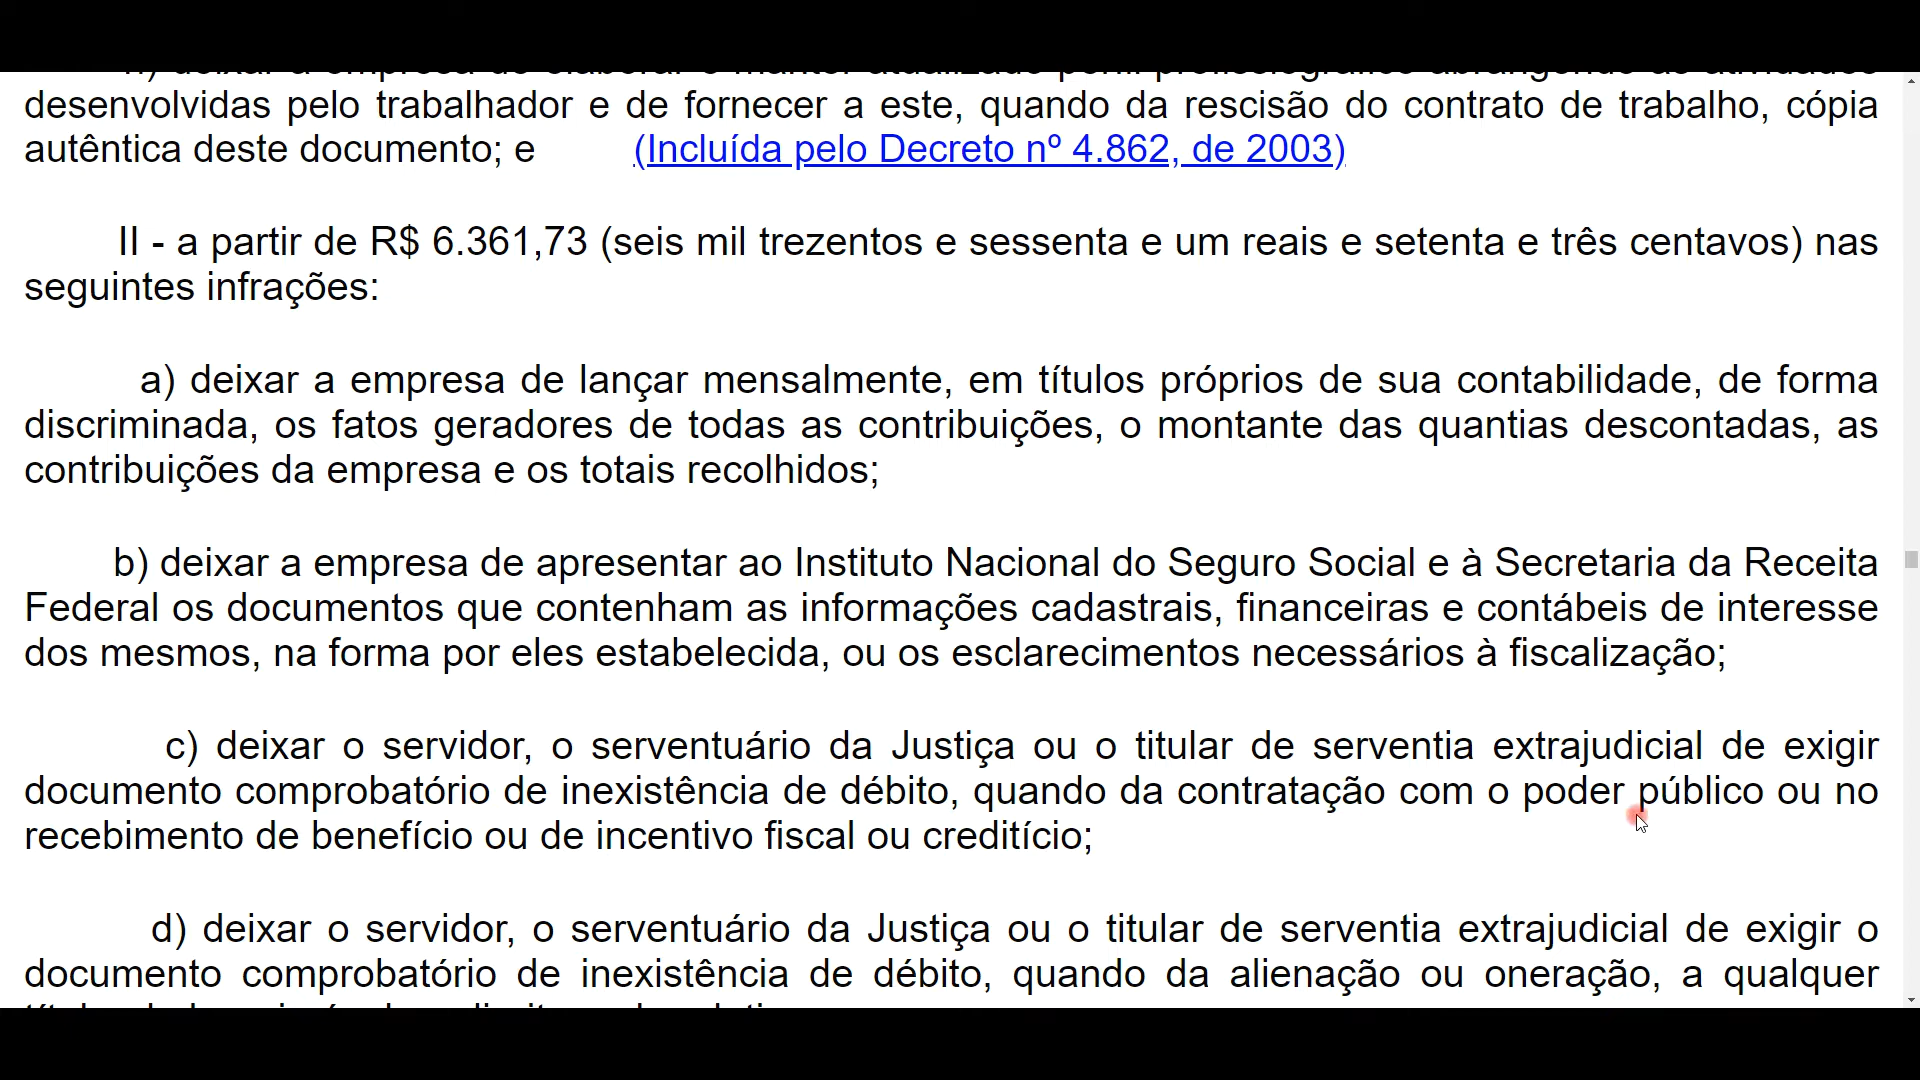 desenvolvidas pelo trabalhador e de fornecer a este, quando da rescisão do contrato de trabalho, cópia
autêntica deste documento; e (Incluída pelo Decreto nº 4.862, de 2003)
II - a partir de R$ 6.361,73 (seis mil trezentos e sessenta e um reais e setenta e três centavos) nas
seguintes infrações:
a) deixar a empresa de lançar mensalmente, em títulos próprios de sua contabilidade, de forma
discriminada, os fatos geradores de todas as contribuições, o montante das quantias descontadas, as
contribuições da empresa e os totais recolhidos;
b) deixar a empresa de apresentar ao Instituto Nacional do Seguro Social e à Secretaria da Receita
Federal os documentos que contenham as informações cadastrais, financeiras e contábeis de interesse
dos mesmos, na forma por eles estabelecida, ou os esclarecimentos necessários à fiscalização;
c) deixar o servidor, o serventuário da Justiça ou o titular de serventia extrajudicial de exigir
documento comprobatório de inexistência de débito, quando da contratação com o poder público ou no
recebimento de benefício ou de incentivo fiscal ou creditício;
d) deixar o servidor, o serventuário da Justiça ou o titular de serventia extrajudicial de exigir o
documento comprobatório de inexistência de débito, quando da alienação ou oneração, a qualquer